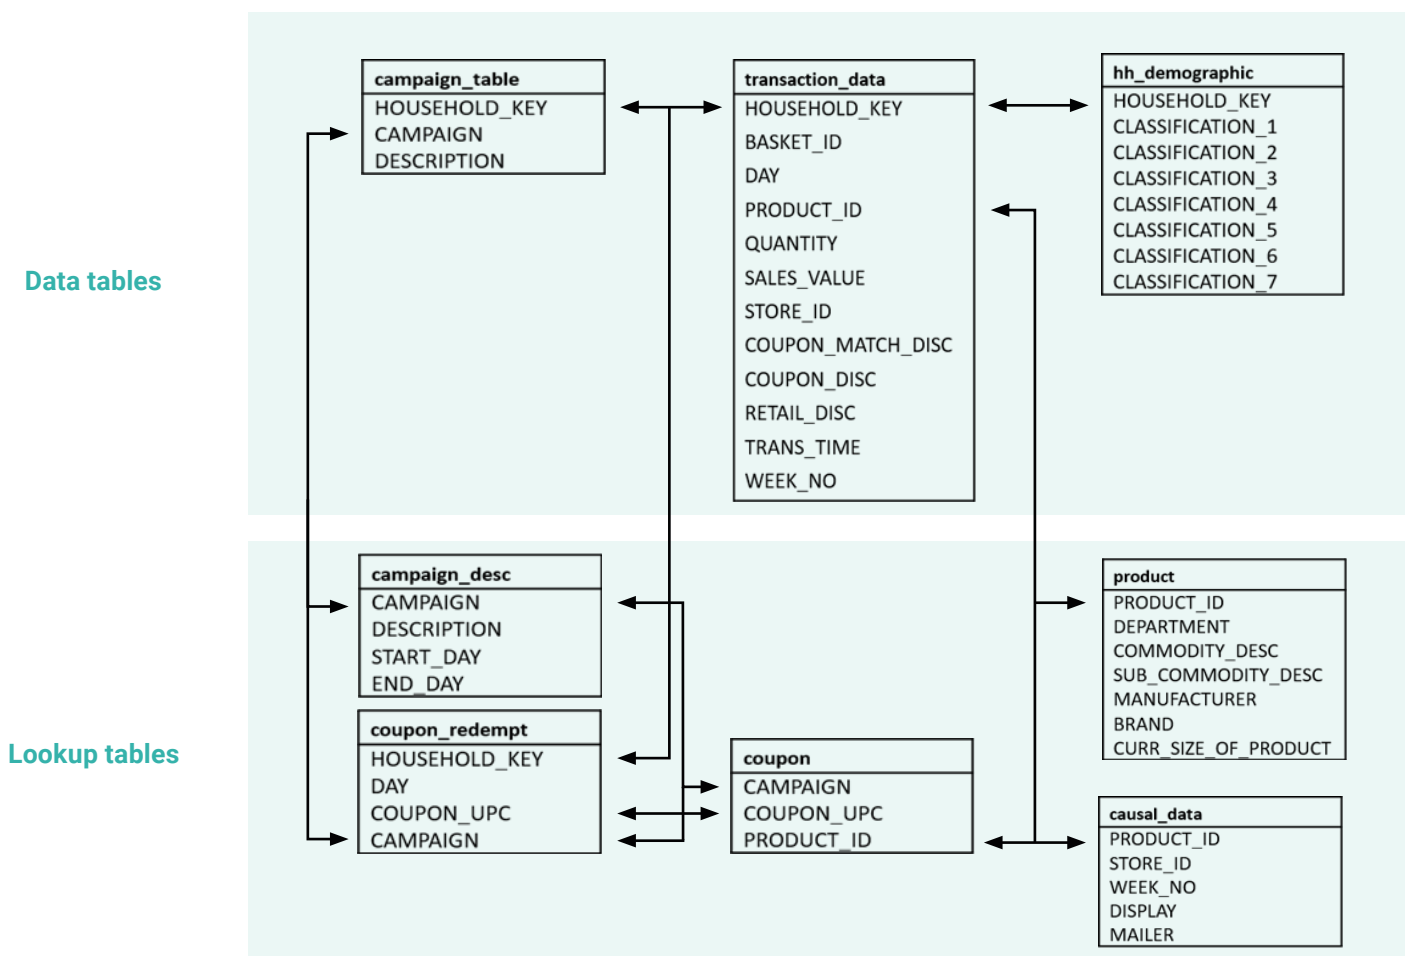 Data tables
campaign_table
HOUSEHOLD_KEY
CAMPAIGN
DESCRIPTION
transaction_data
HOUSEHOLD_KEY
BASKET_ID
DAY
PRODUCT_ID
QUANTITY
SALES_VALUE
STORE_ID
COUPON_MATCH_DISC
COUPON_DISC
RETAIL_DISC
TRANS_TIME
WEEK_NO
hh_demographic
HOUSEHOLD_KEY
CLASSIFICATION_1
CLASSIFICATION_2
CLASSIFICATION_3
CLASSIFICATION_4
CLASSIFICATION_5
CLASSIFICATION_6
CLASSIFICATION_7
Lookup tables
campaign_desc
CAMPAIGN
DESCRIPTION
START_DAY
END_DAY
coupon_redempt
HOUSEHOLD_KEY
DAY
COUPON_UPC
CAMPAIGN
coupon
CAMPAIGN
COUPON_UPC
PRODUCT_ID
product
PRODUCT_ID
DEPARTMENT
COMMODITY_DESC
SUB_COMMODITY_DESC
MANUFACTURER
BRAND
CURR_SIZE_OF_PRODUCT
causal_data
PRODUCT_ID
STORE_ID
WEEK_NO
DISPLAY
MAILER